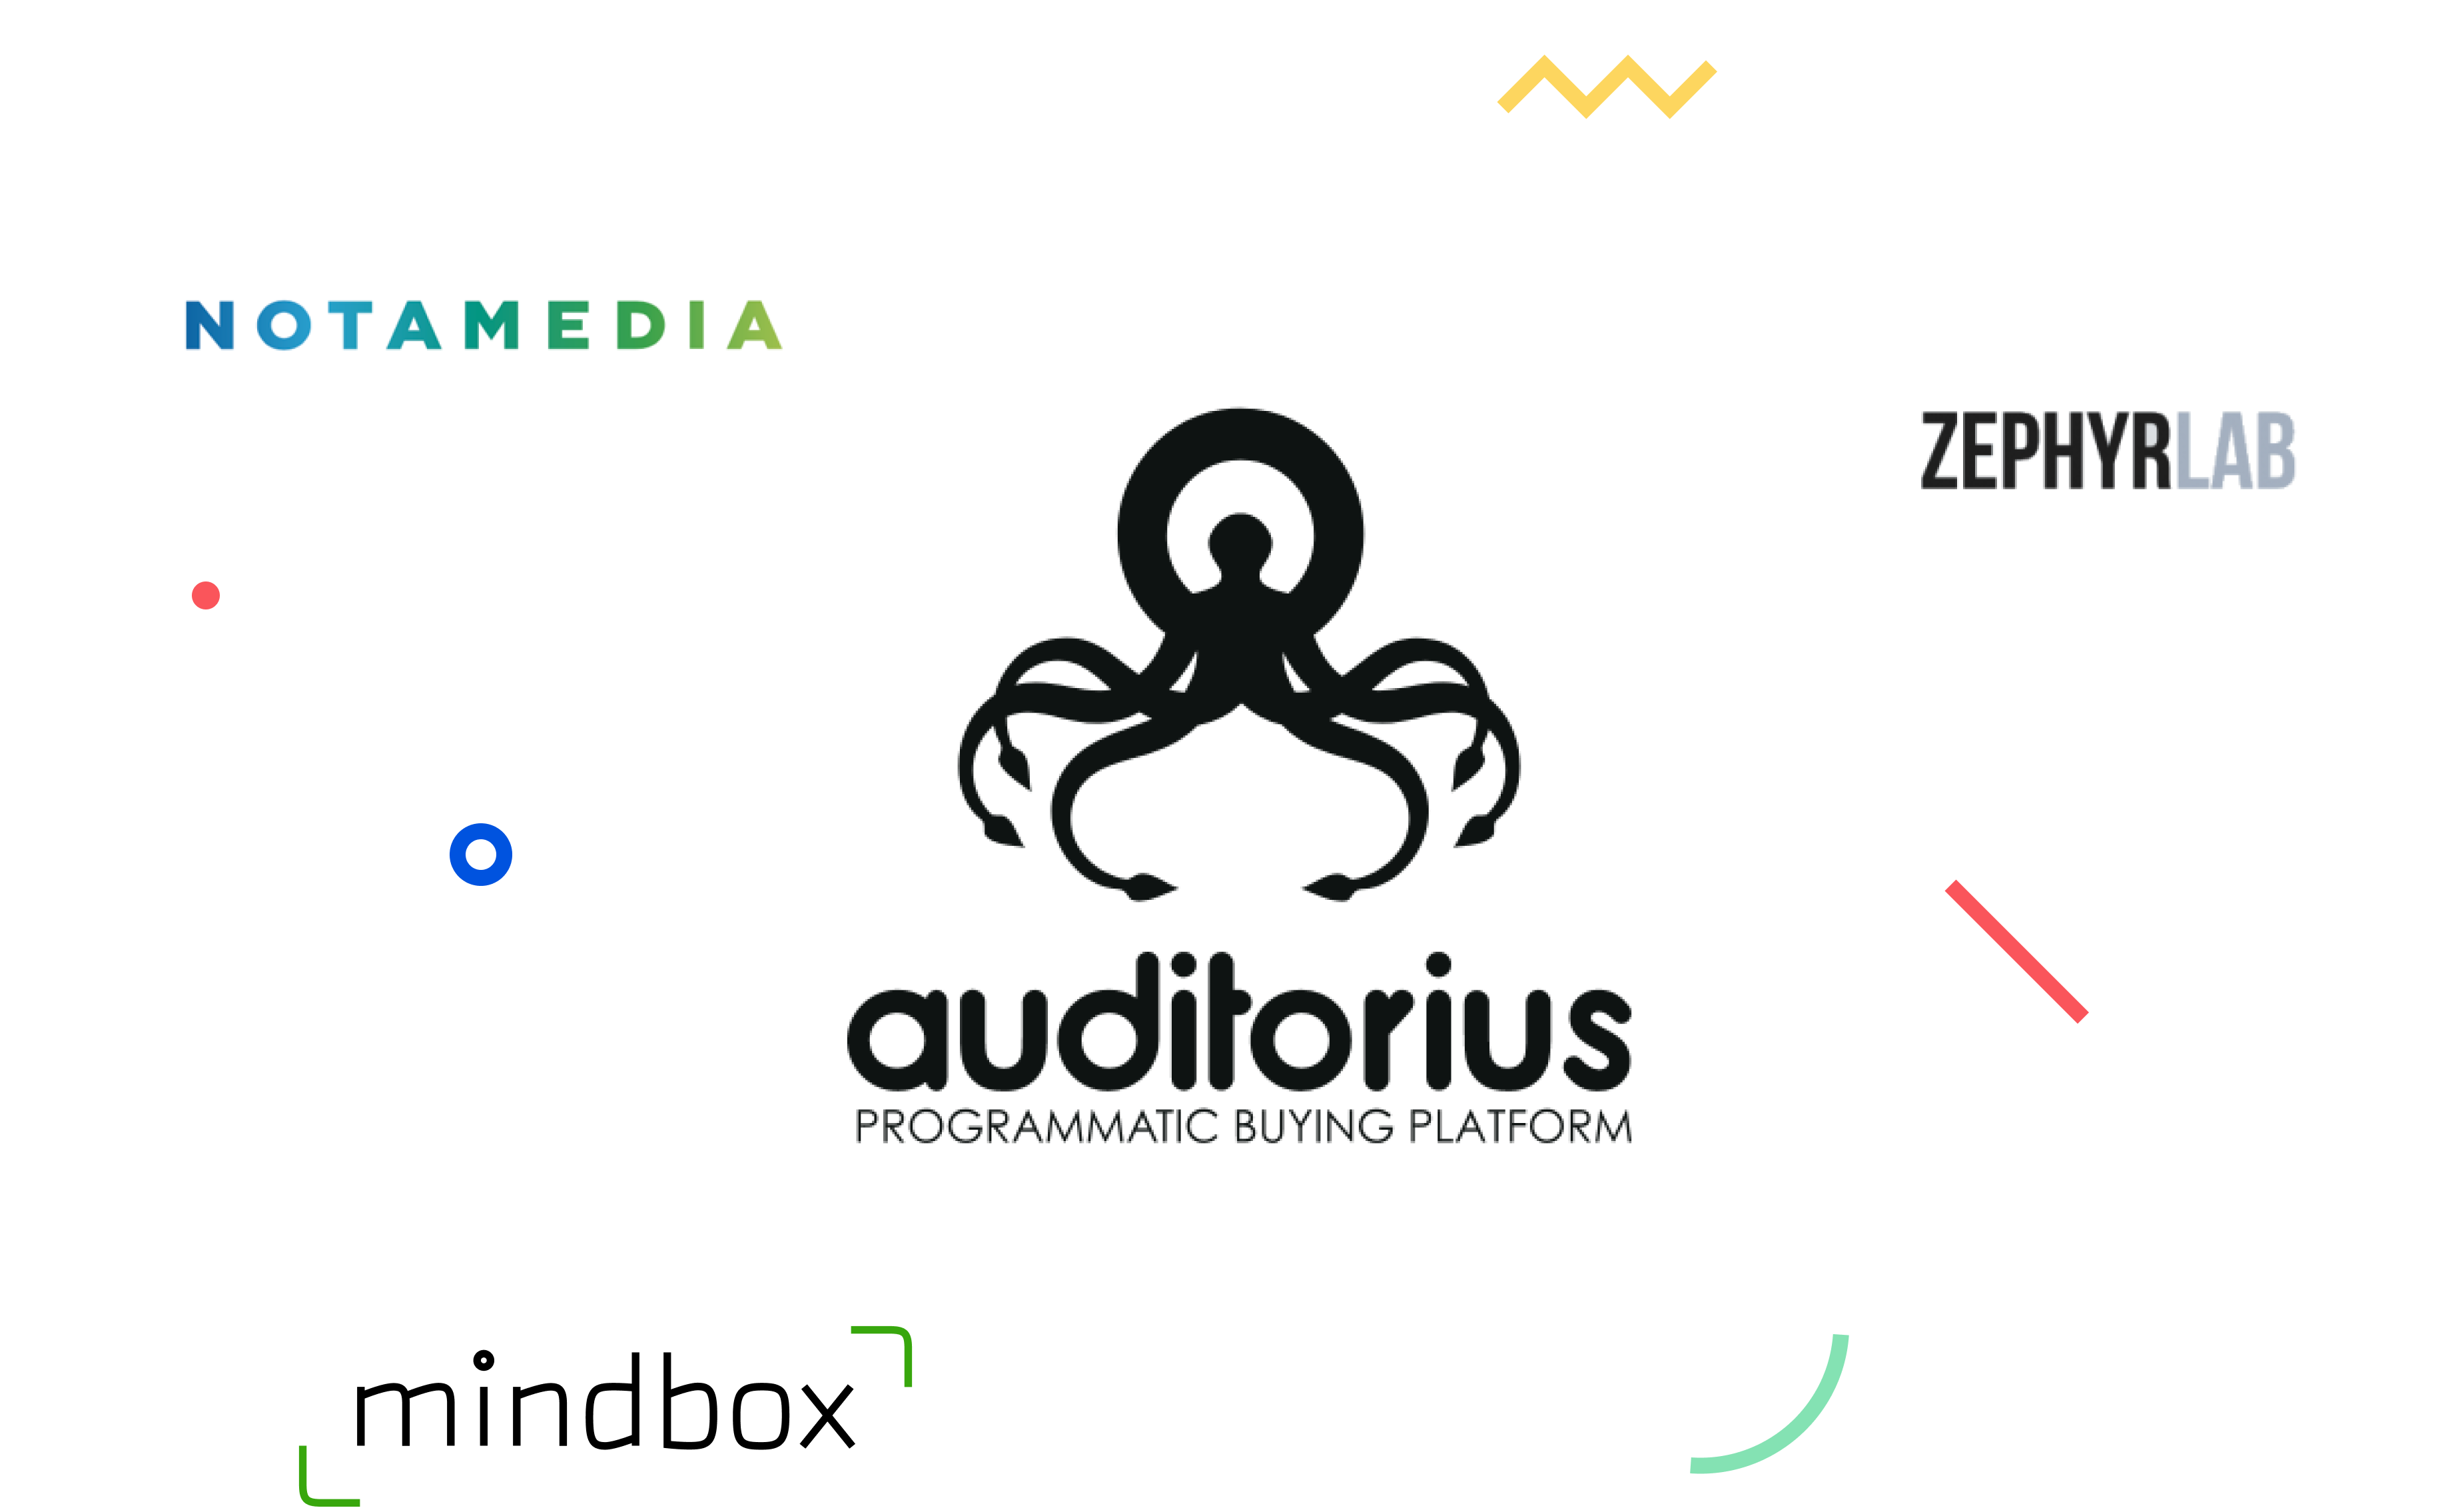 NOTAMEDIA
ZEPHYRLAB
auditorius
PROGRAMMATIC BUYING PLATFORM
mindbox